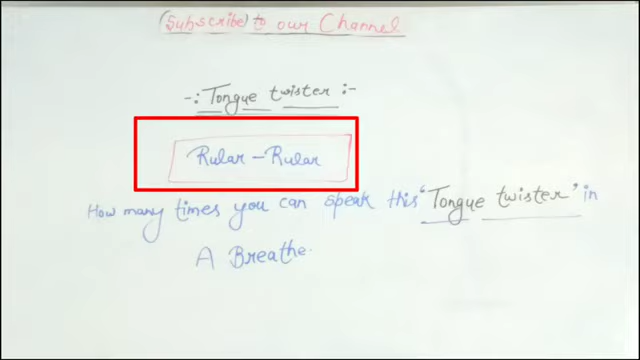 (Subscribe) to our Channel
-: Tongue twister :-
Rular - Rular
How many times you can speak this "Tongue twister" in
A Breathe.